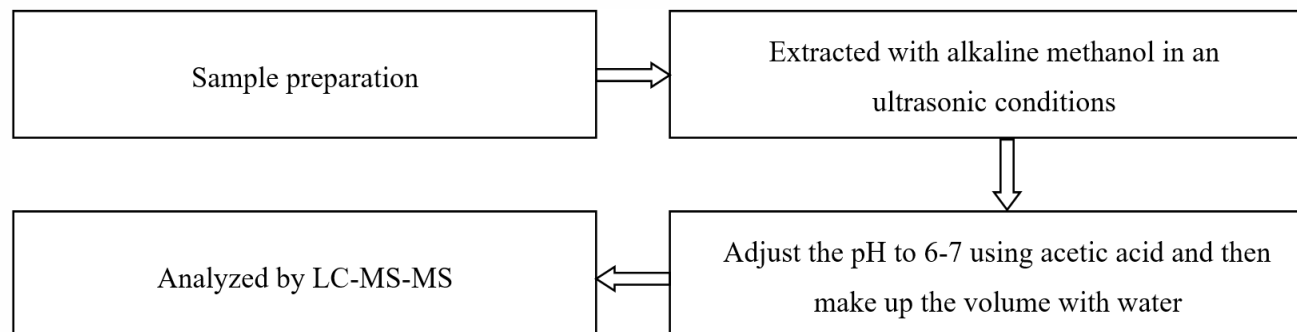 Sample preparation
Extracted with alkaline methanol in an
ultrasonic conditions
Adjust the pH to 6-7 using acetic acid and then
make up the volume with water
Analyzed by LC-MS-MS